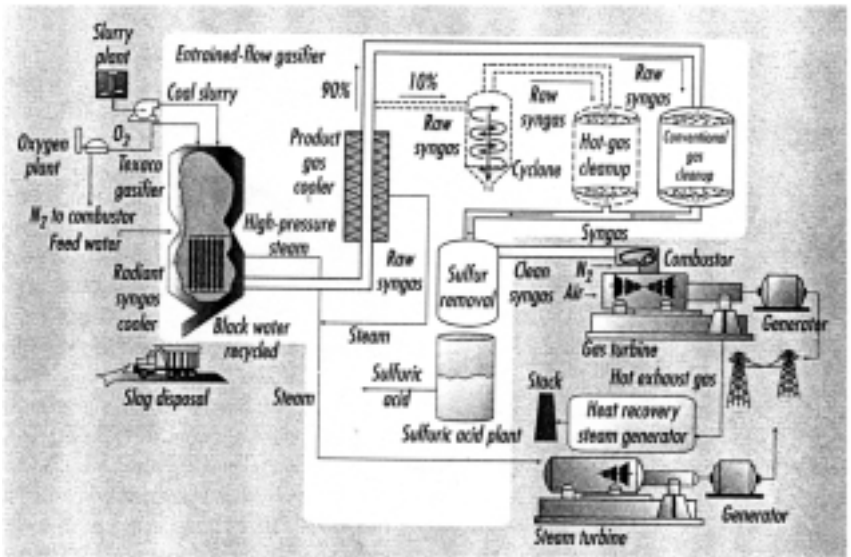 Slurry
plant
Entrained-flow gasifier
Coal slurry
O2
Oxygen
plant
Texaco
gasifier
N2 to combustor
Feed water
High-pressure
steam
Radiant
syngas
cooler
Black water
recycled
Slag disposal
90%
10%
Product
gas
cooler
Raw
syngas
Raw
syngas
Cyclone
Raw
syngas
Hot-gas
cleanup
Raw
syngas
Conventional
gas
cleanup
Syngas
Sulfur
removal
Clean
syngas
N2
Air
Combustor
Gas turbine
Generator
Steam
Steam
Sulfuric
acid
Sulfuric acid plant
Hot exhaust gas
Stack
Heat recovery
steam generator
Steam turbine
Generator